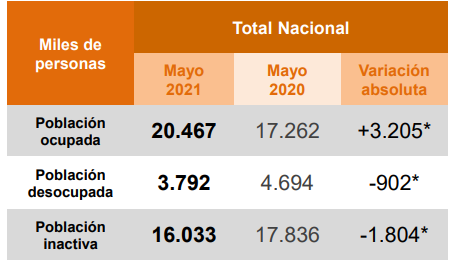 Miles de
personas
Total Nacional
Mayo
2021
Mayo
2020
Variación
absoluta
Población
ocupada
20.467
17.262
+3.205*
Población
desocupada
3.792
4.694
-902*
Población
inactiva
16.033
17.836
-1.804*